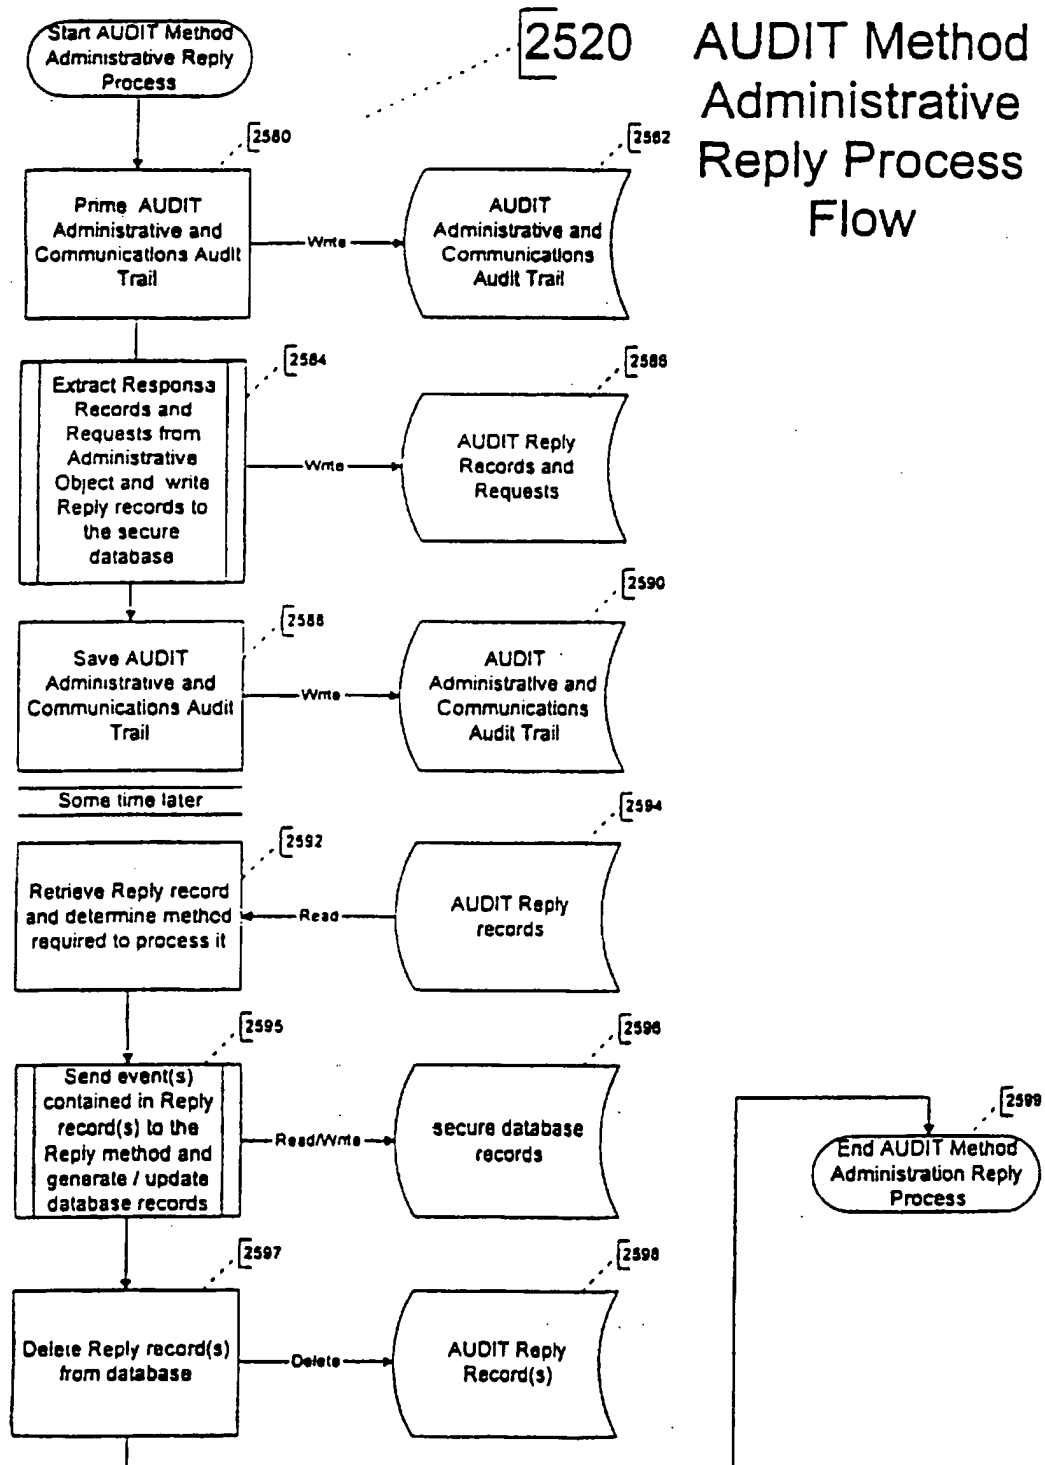 Start AUDIT Method
Administrative Reply
Process
2520
AUDIT Method
Administrative
Reply Process
Flow
2580
2582
Prime AUDIT
Administrative and
Communications Audit
Trail
Write
AUDIT
Administrative and
Communications
Audit Trail
2584
2586
Extract Response
Records and
Requests from
Administrative
Object and write
Reply records to
the secure
database
Write
AUDIT Reply
Records and
Requests
2588
2590
Save AUDIT
Administrative and
Communications Audit
Trail
Write
AUDIT
Administrative and
Communications
Audit Trail
Some time later
2592
2594
Retrieve Reply record
and determine method
required to process it
Read
AUDIT Reply
records
2595
2596
Send event(s)
contained in Reply
record(s) to the
Reply method and
generate / update
database records
Read/Write
secure database
records
2599
End AUDIT Method
Administration Reply
Process
2597
2598
Delete Reply record(s)
from database
Delete
AUDIT Reply
Record(s)